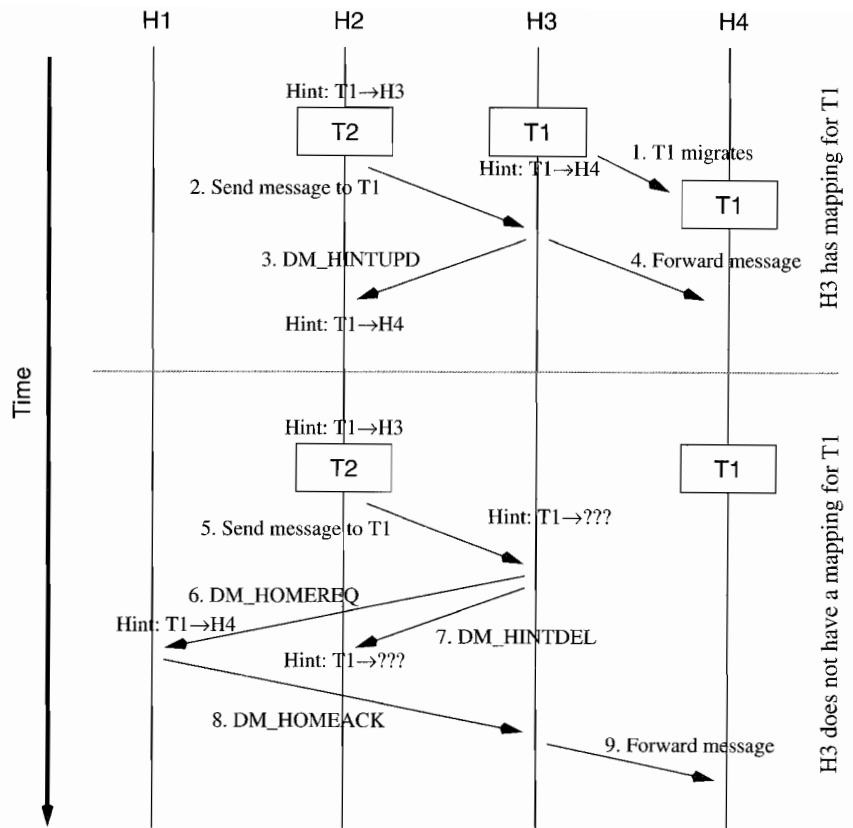 H1 H2 H3 H4
Hint: T1→H3
T2
T1
1. T1 migrates
Hint: T1→H4
2. Send message to T1
T1
3. DM_HINTUPD
4. Forward message
Hint: T1→H4
H3 has mapping for T1
Time
Hint: T1→H3
T2
T1
5. Send message to T1
Hint: T1→???
6. DM_HOMEREQ
Hint: T1→H4
7. DM_HINTDEL
Hint: T1→???
8. DM_HOMEACK
9. Forward message
H3 does not have a mapping for T1